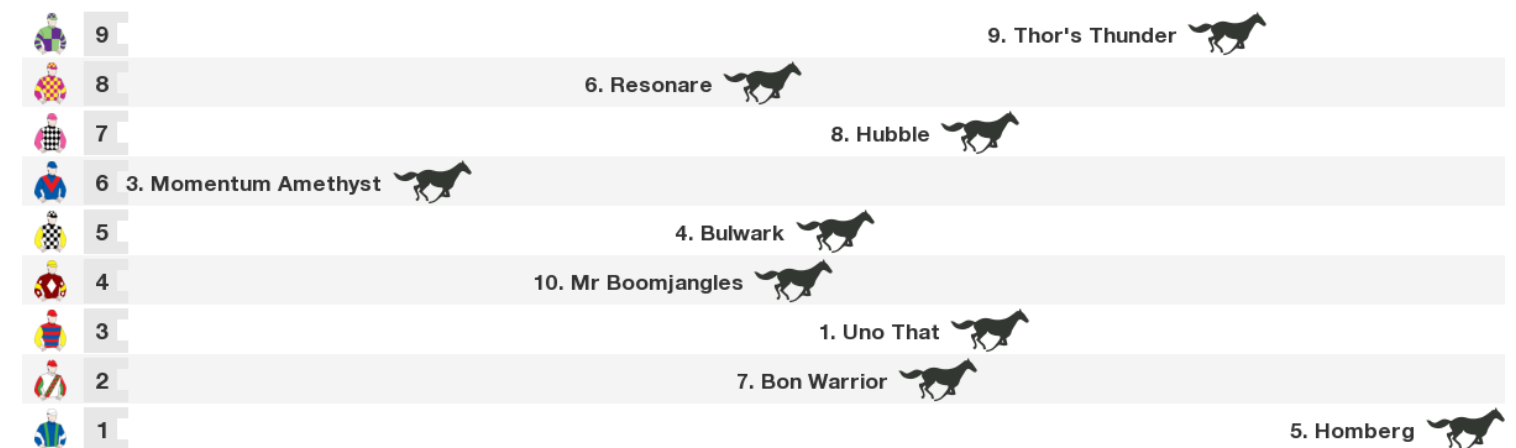 9 9. Thor's Thunder
8 6. Resonare
7 8. Hubble
6 3. Momentum Amethyst
5 4. Bulwark
4 10. Mr Boomjangles
3 1. Uno That
2 7. Bon Warrior
1 5. Homberg